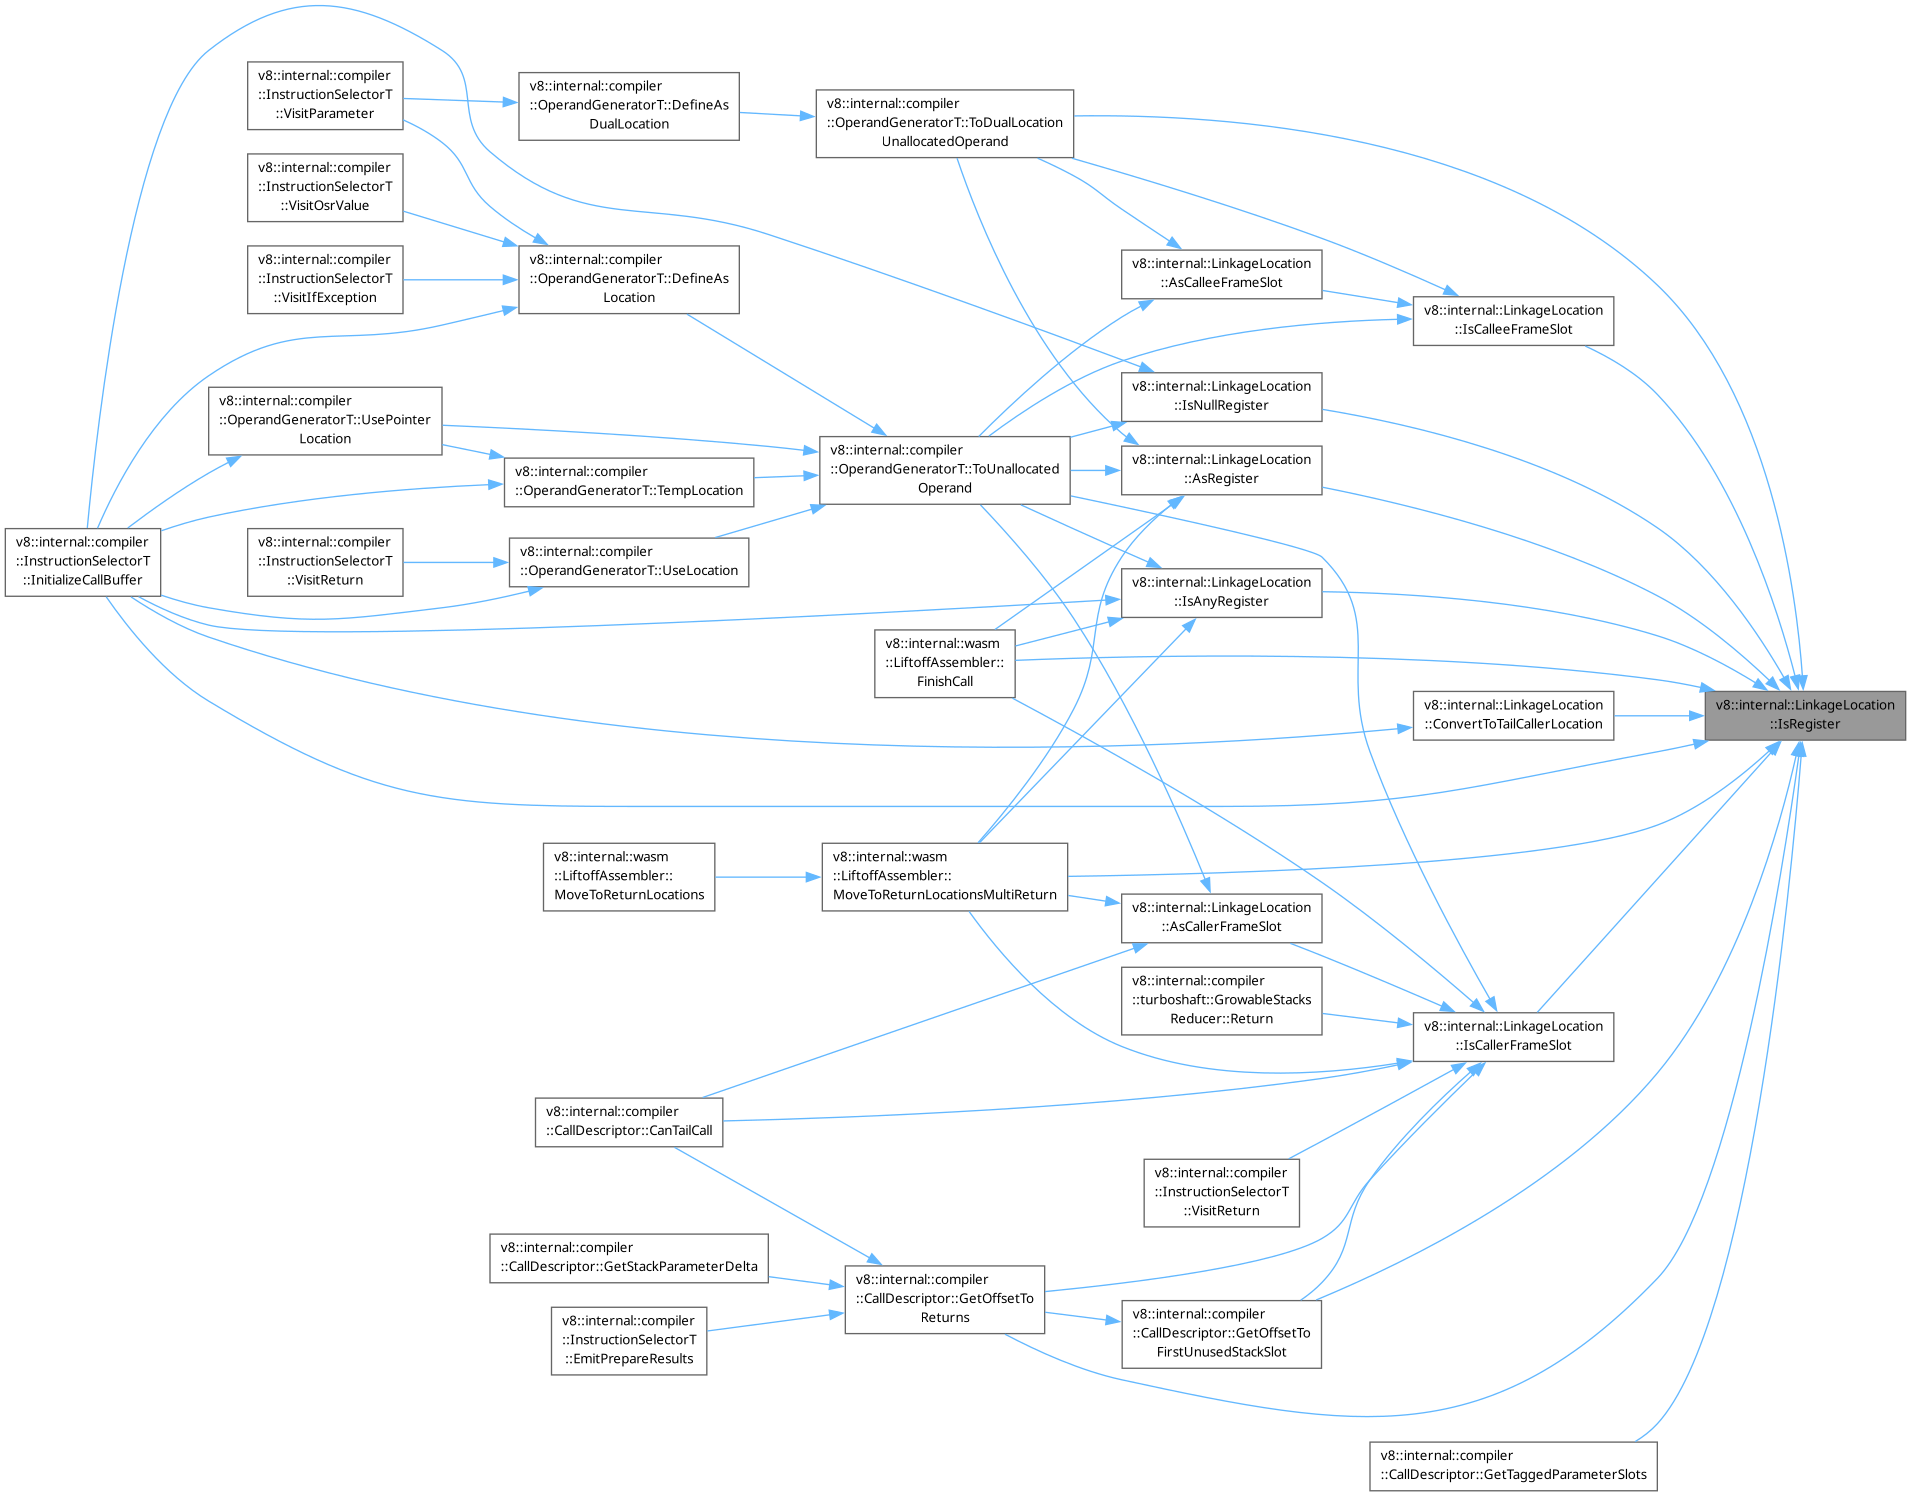 v8::internal::compiler
::InstructionSelectorT
::VisitParameter
v8::internal::compiler
::OperandGeneratorT::DefineAs
DualLocation
v8::internal::compiler
::OperandGeneratorT::ToDualLocation
UnallocatedOperand
v8::internal::compiler
::InstructionSelectorT
::VisitOsrValue
v8::internal::compiler
::InstructionSelectorT
::VisitIfException
v8::internal::compiler
::OperandGeneratorT::DefineAs
Location
v8::internal::LinkageLocation
::AsCalleeFrameSlot
v8::internal::LinkageLocation
::IsCalleeFrameSlot
v8::internal::LinkageLocation
::IsNullRegister
v8::internal::compiler
::OperandGeneratorT::UsePointer
Location
v8::internal::compiler
::OperandGeneratorT::TempLocation
v8::internal::compiler
::OperandGeneratorT::ToUnallocated
Operand
v8::internal::LinkageLocation
::AsRegister
v8::internal::compiler
::InstructionSelectorT
::InitializeCallBuffer
v8::internal::compiler
::InstructionSelectorT
::VisitReturn
v8::internal::compiler
::OperandGeneratorT::UseLocation
v8::internal::LinkageLocation
::IsAnyRegister
v8::internal::wasm
::LiftoffAssembler::
FinishCall
v8::internal::LinkageLocation
::ConvertToTailCallerLocation
v8::internal::LinkageLocation
::IsRegister
v8::internal::wasm
::LiftoffAssembler::
MoveToReturnLocations
v8::internal::wasm
::LiftoffAssembler::
MoveToReturnLocationsMultiReturn
v8::internal::LinkageLocation
::AsCallerFrameSlot
v8::internal::compiler
::turboshaft::GrowableStacks
Reducer::Return
v8::internal::LinkageLocation
::IsCallerFrameSlot
v8::internal::compiler
::CallDescriptor::CanTailCall
v8::internal::compiler
::InstructionSelectorT
::VisitReturn
v8::internal::compiler
::CallDescriptor::GetStackParameterDelta
v8::internal::compiler
::CallDescriptor::GetOffsetTo
Returns
v8::internal::compiler
::InstructionSelectorT
::EmitPrepareResults
v8::internal::compiler
::CallDescriptor::GetOffsetTo
FirstUnusedStackSlot
v8::internal::compiler
::CallDescriptor::GetTaggedParameterSlots